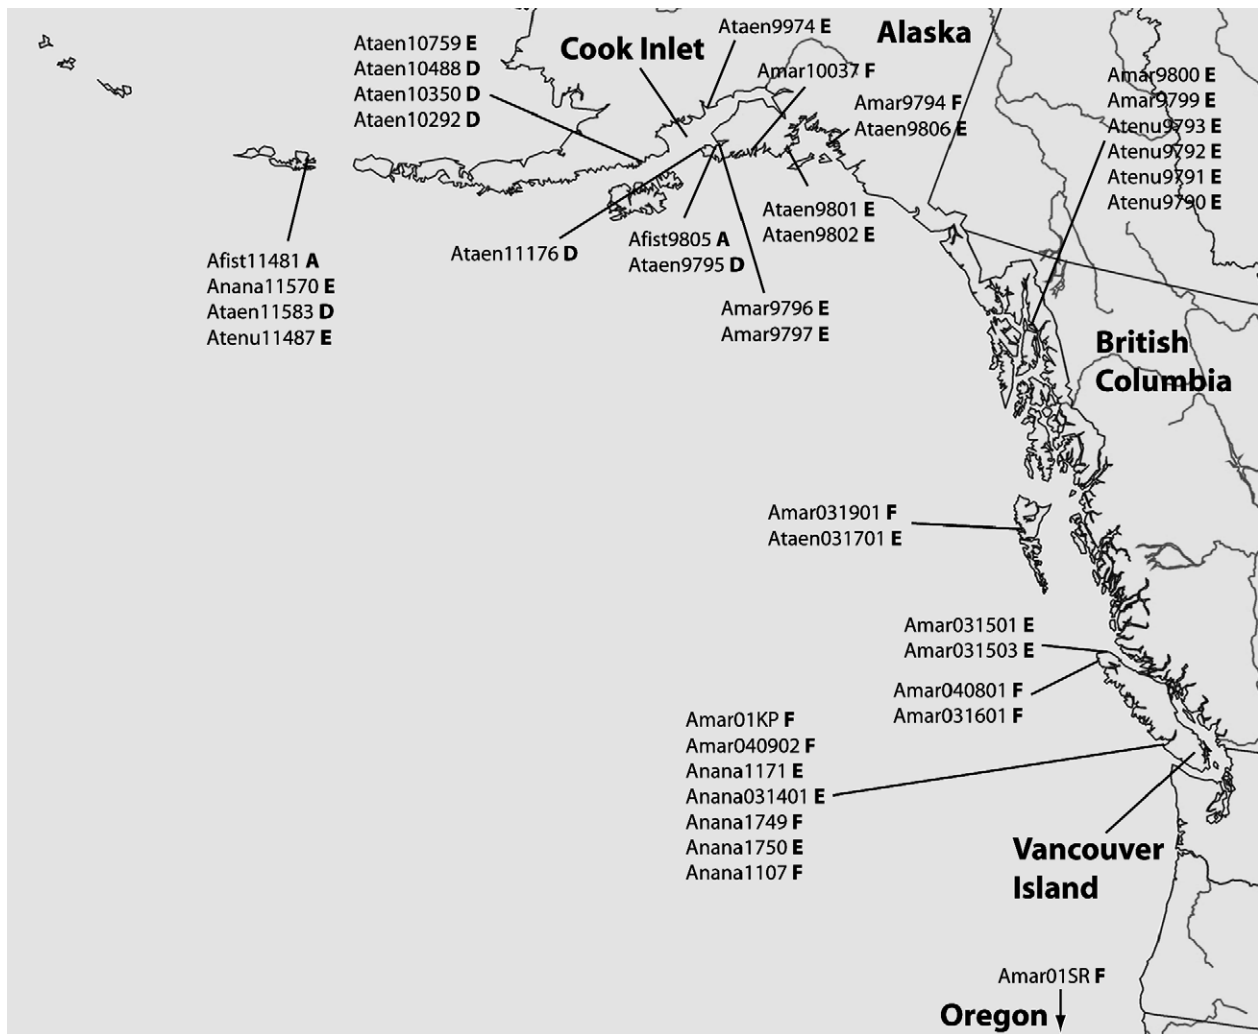 Ataen10759 E
Ataen10488 D
Ataen10350 D
Ataen10292 D
Cook Inlet
Ataen9974 E
Alaska
Amar10037 F
Amar9794 F
Ataen9806 E
Amar9800 E
Amar9799 E
Atenu9793 E
Atenu9792 E
Atenu9791 E
Atenu9790 E
Afist11481 A
Anana11570 E
Ataen11583 D
Atenu11487 E
Ataen11176 D
Afist9805 A
Ataen9795 D
Ataen9801 E
Ataen9802 E
Amar9796 E
Amar9797 E
British
Columbia
Amar031901 F
Ataen031701 E
Amar031501 E
Amar031503 E
Amar040801 F
Amar031601 F
Amar01KP F
Amar040902 F
Anana1171 E
Anana031401 E
Anana1749 F
Anana1750 E
Anana1107 F
Vancouver
Island
Amar01SR F
Oregon